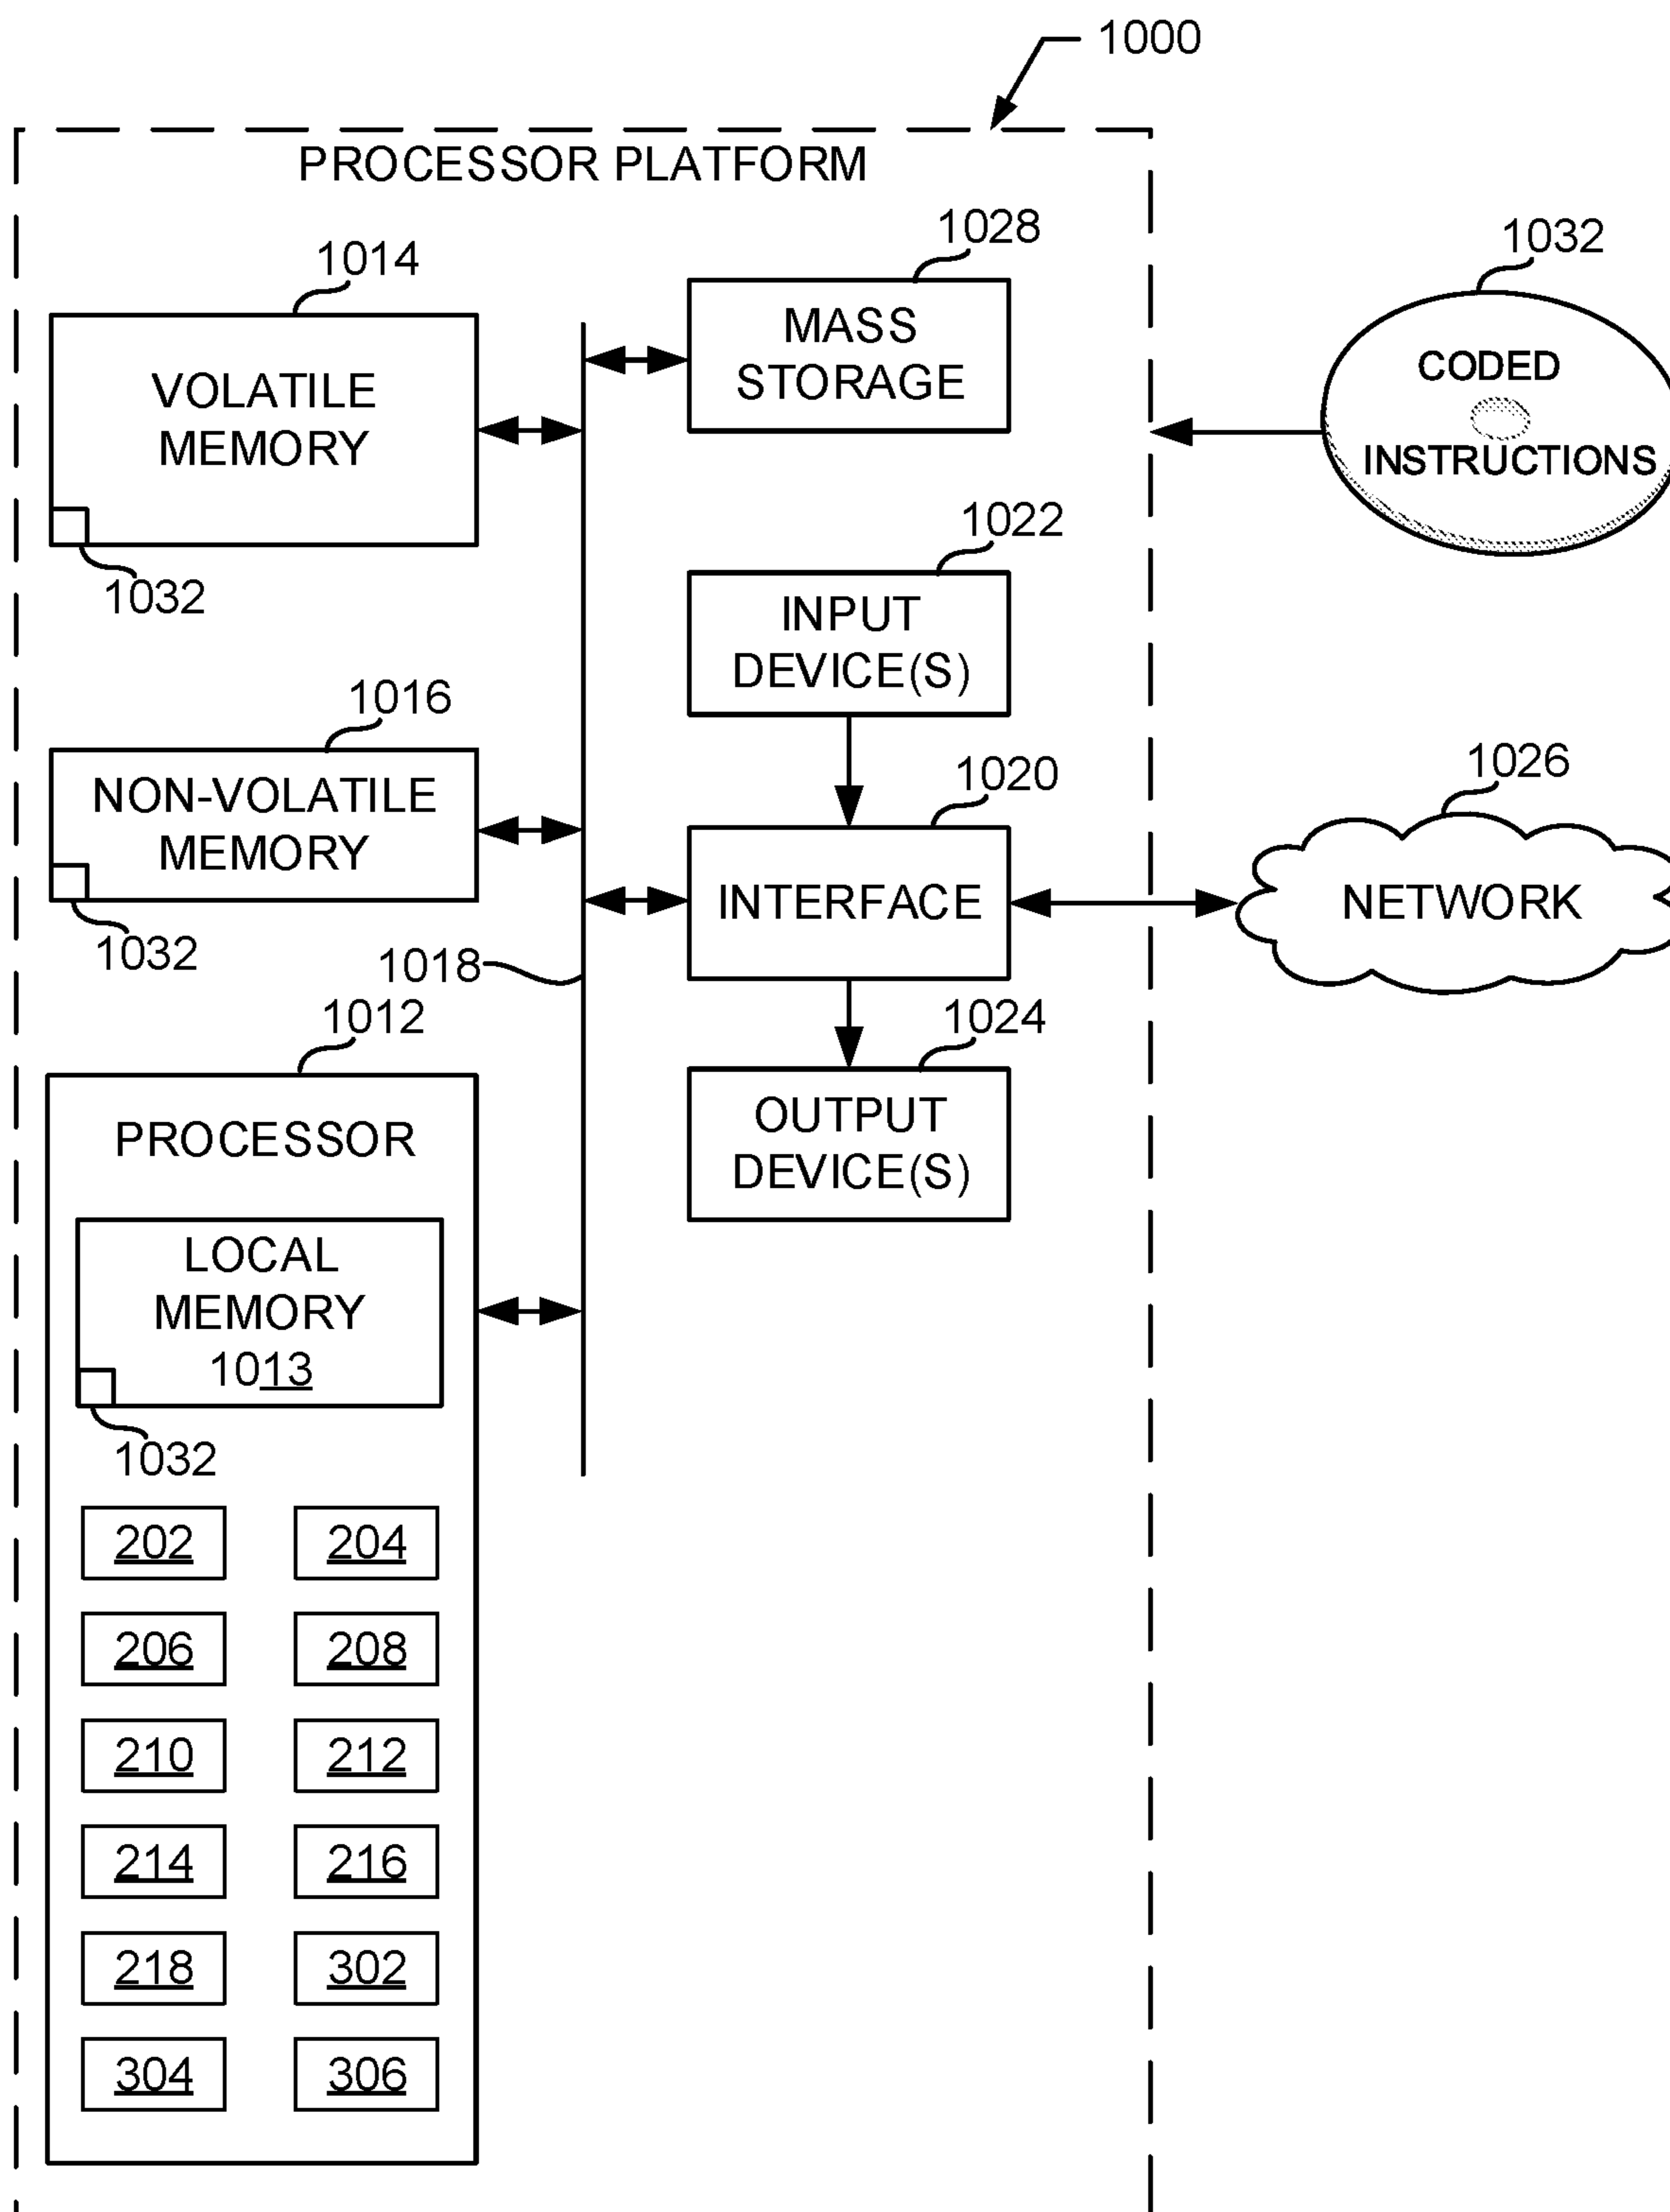 1000
PROCESSOR PLATFORM
1014
VOLATILE
MEMORY
1032
1028
MASS
STORAGE
1032
CODED
INSTRUCTIONS
1022
INPUT
DEVICE(S)
1016
NON-VOLATILE
MEMORY
1032
1018
1020
INTERFACE
1026
NETWORK
1012
PROCESSOR
1024
OUTPUT
DEVICE(S)
LOCAL
MEMORY
1013
1032
202 204
206 208
210 212
214 216
218 302
304 306